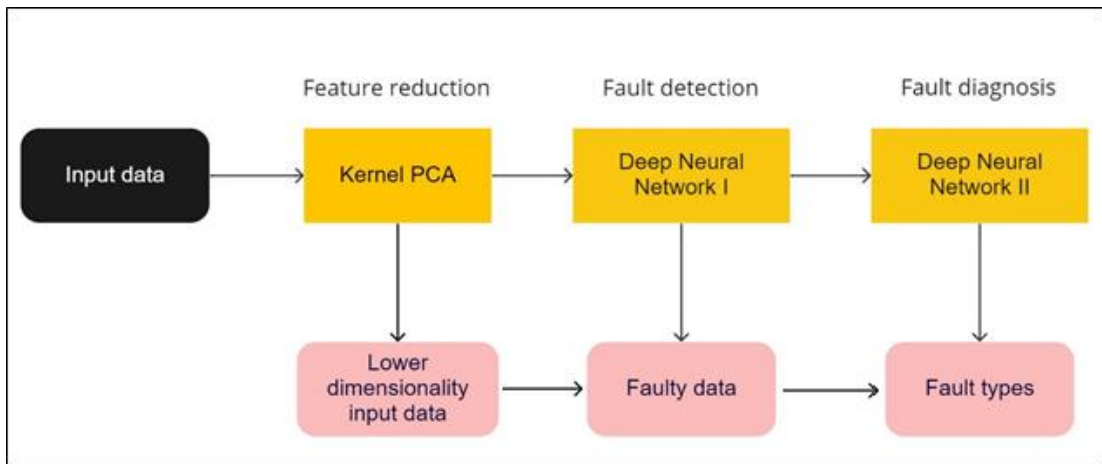 Feature reduction
Fault detection
Fault diagnosis
Input data
Kernel PCA
Deep Neural
Network I
Deep Neural
Network II
Lower
dimensionality
input data
Faulty data
Fault types